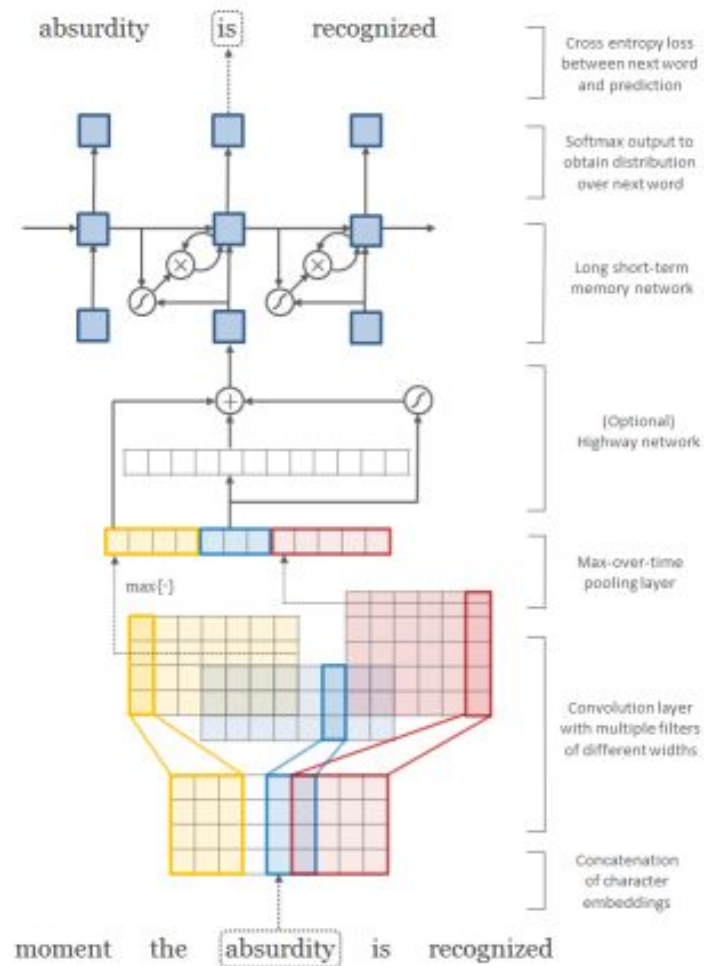 absurdity is recognized
Cross entropy loss
between next word
and prediction
Softmax output to
obtain distribution
over next word
Long short-term
memory network
(Optional)
Highway network
Max-over-time
pooling layer
max{·}
Convolution layer
with multiple filters
of different widths
Concatenation
of character
embeddings
moment the absurdity is recognized